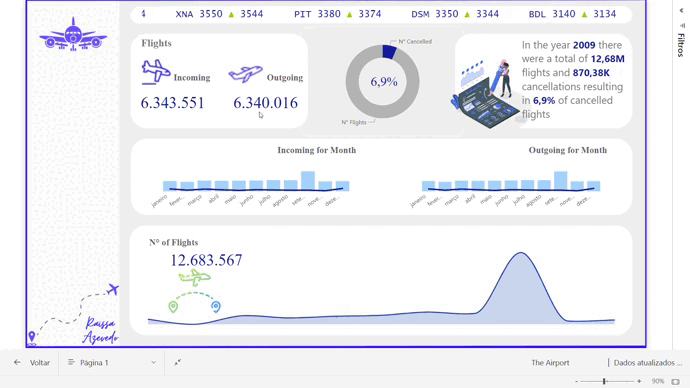 4 XNA 3550 ▲ 3544 PIT 3380 ▲ 3374 DSM 3350 ▲ 3344 BDL 3140 ▲ 3134
Filtros
Flights
Incoming
Outgoing
6.343.551
6.340.016
N° Cancelled
6,9%
N° Flights
In the year 2009 there
were a total of 12,68M
flights and 870,38K
cancellations resulting
in 6,9% of cancelled
flights
Incoming for Month
janeiro fever... março abril maio junho julho agosto sete... nove... deze...
Outgoing for Month
janeiro fever... março abril maio junho julho agosto sete... nove... deze...
N° of Flights
12.683.567
Raissa
Azevedo
Voltar
Página 1
The Airport
Dados atualizados ...
- + 90%